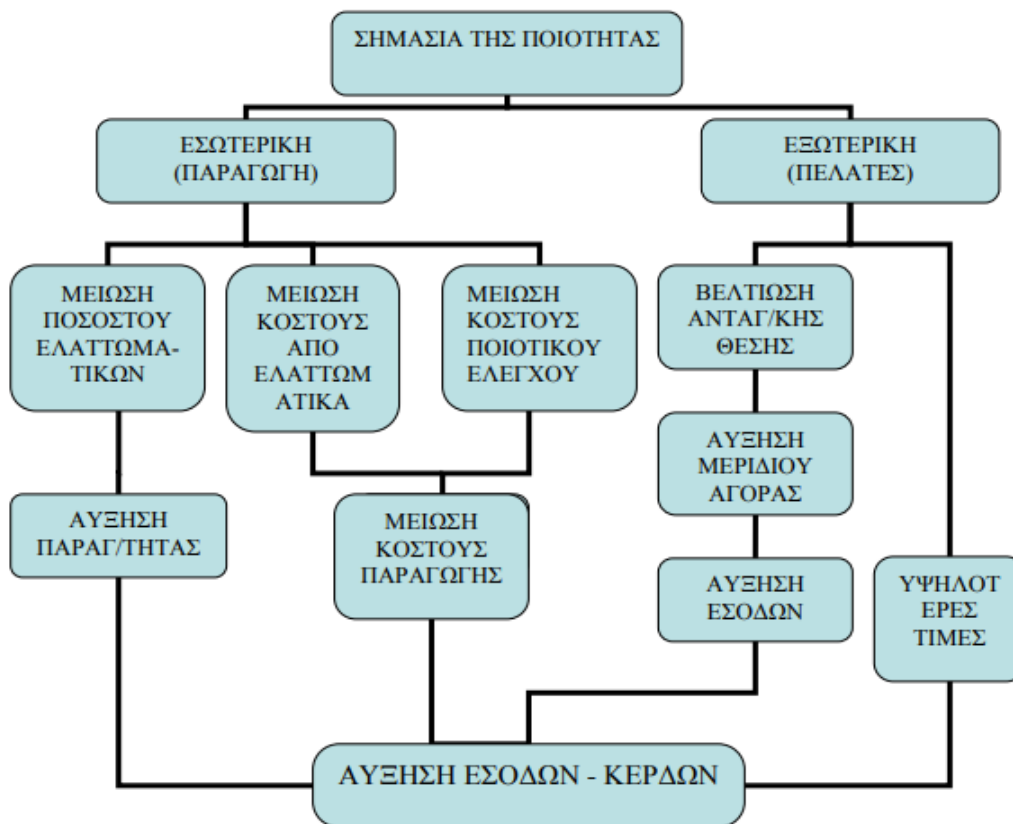 ΣΗΜΑΣΙΑ ΤΗΣ ΠΟΙΟΤΗΤΑΣ
ΕΣΩΤΕΡΙΚΗ
(ΠΑΡΑΓΩΓΗ)
ΕΞΩΤΕΡΙΚΗ
(ΠΕΛΑΤΕΣ)
ΜΕΙΩΣΗ
ΠΟΣΟΣΤΟΥ
ΕΛΑΤΤΩΜΑ-
ΤΙΚΩΝ
ΜΕΙΩΣΗ
ΚΟΣΤΟΥΣ
ΑΠΟ
ΕΛΑΤΤΩΜ
ΑΤΙΚΑ
ΜΕΙΩΣΗ
ΚΟΣΤΟΥΣ
ΠΟΙΟΤΙΚΟΥ
ΕΛΕΓΧΟΥ
ΒΕΛΤΙΩΣΗ
ΑΝΤΑΓ/ΚΗΣ
ΘΕΣΗΣ
ΑΥΞΗΣΗ
ΜΕΡΙΔΙΟΥ
ΑΓΟΡΑΣ
ΑΥΞΗΣΗ
ΠΑΡΑΓ/ΤΗΤΑΣ
ΜΕΙΩΣΗ
ΚΟΣΤΟΥΣ
ΠΑΡΑΓΩΓΗΣ
ΑΥΞΗΣΗ
ΕΣΟΔΩΝ
ΥΨΗΛΟΤ
ΕΡΕΣ
ΤΙΜΕΣ
ΑΥΞΗΣΗ ΕΣΟΔΩΝ - ΚΕΡΔΩΝ